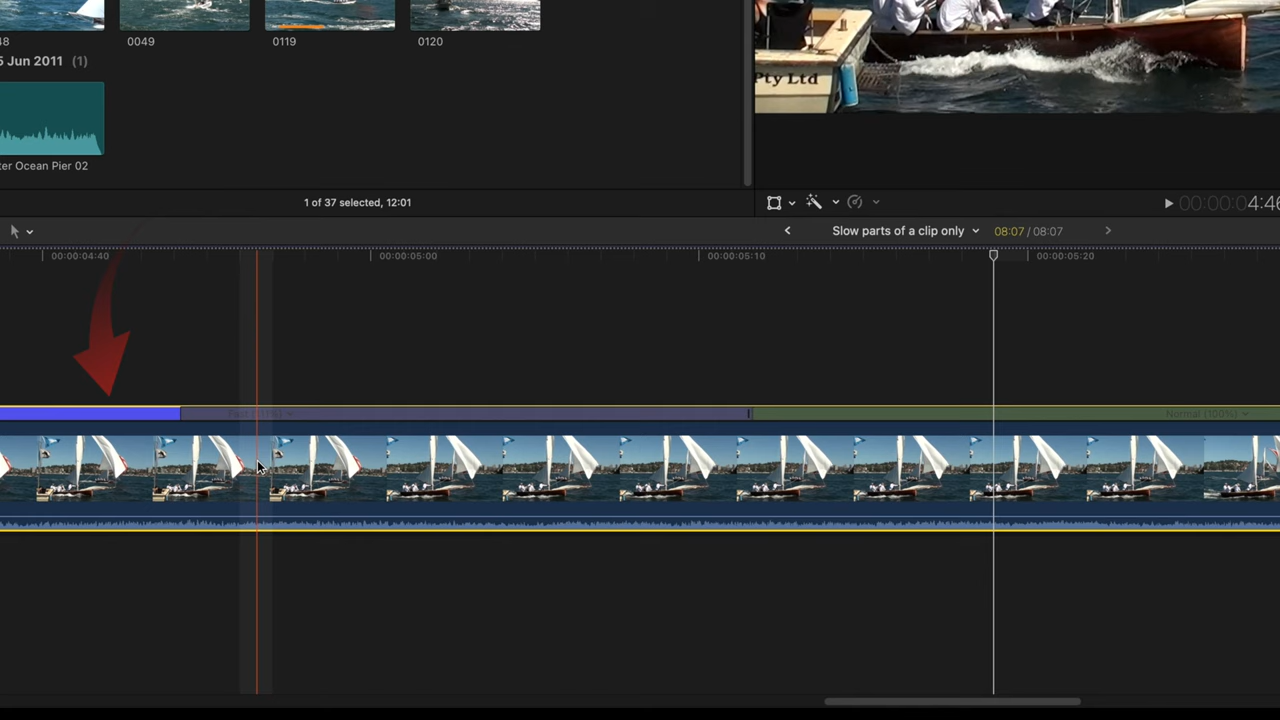 48
0049
0119
0120
5 Jun 2011 (1)
ter Ocean Pier 02
Pty Ltd
1 of 37 selected, 12:01
00:00:04:46
Slow parts of a clip only
08:07 / 08:07
00:00:04:40
00:00:05:00
00:00:05:10
00:00:05:20
Normal (100%)